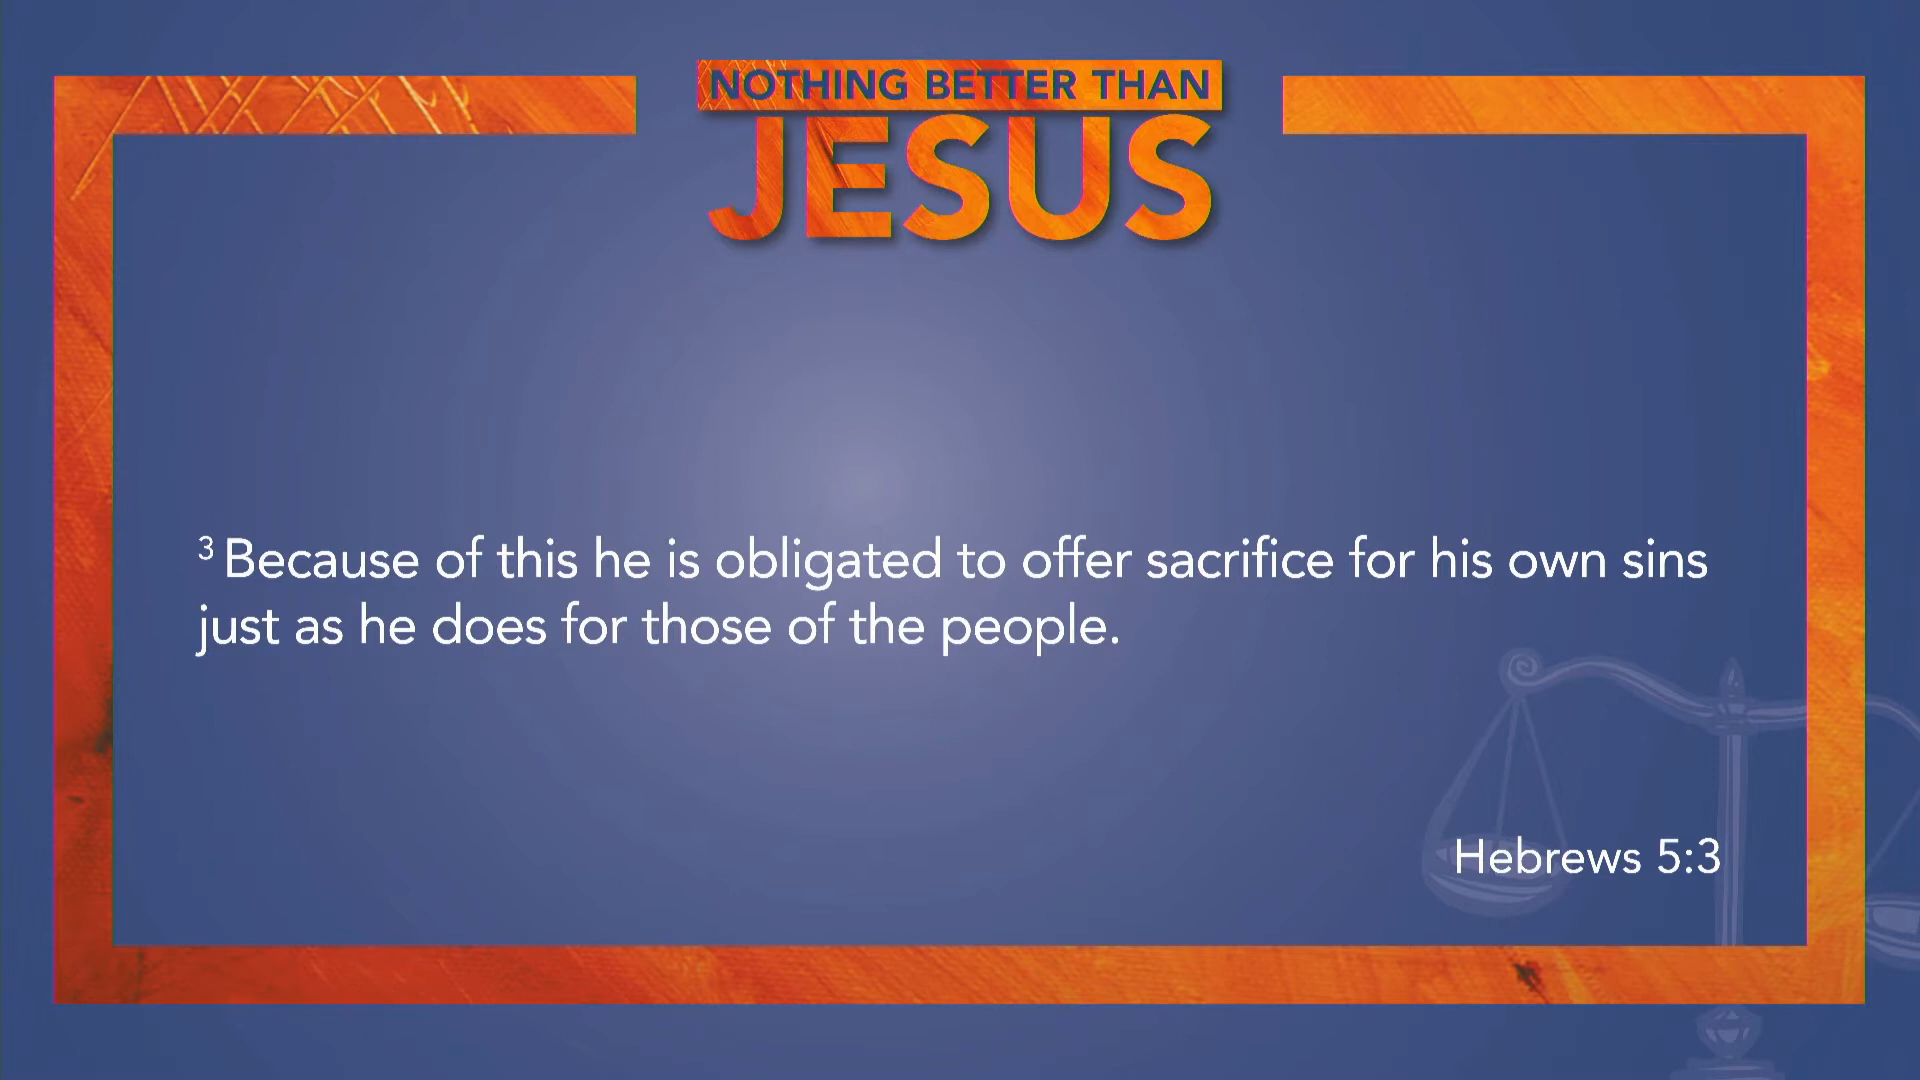 NOTHING BETTER THAN
JESUS
3 Because of this he is obligated to offer sacrifice for his own sins
just as he does for those of the people.
Hebrews 5:3